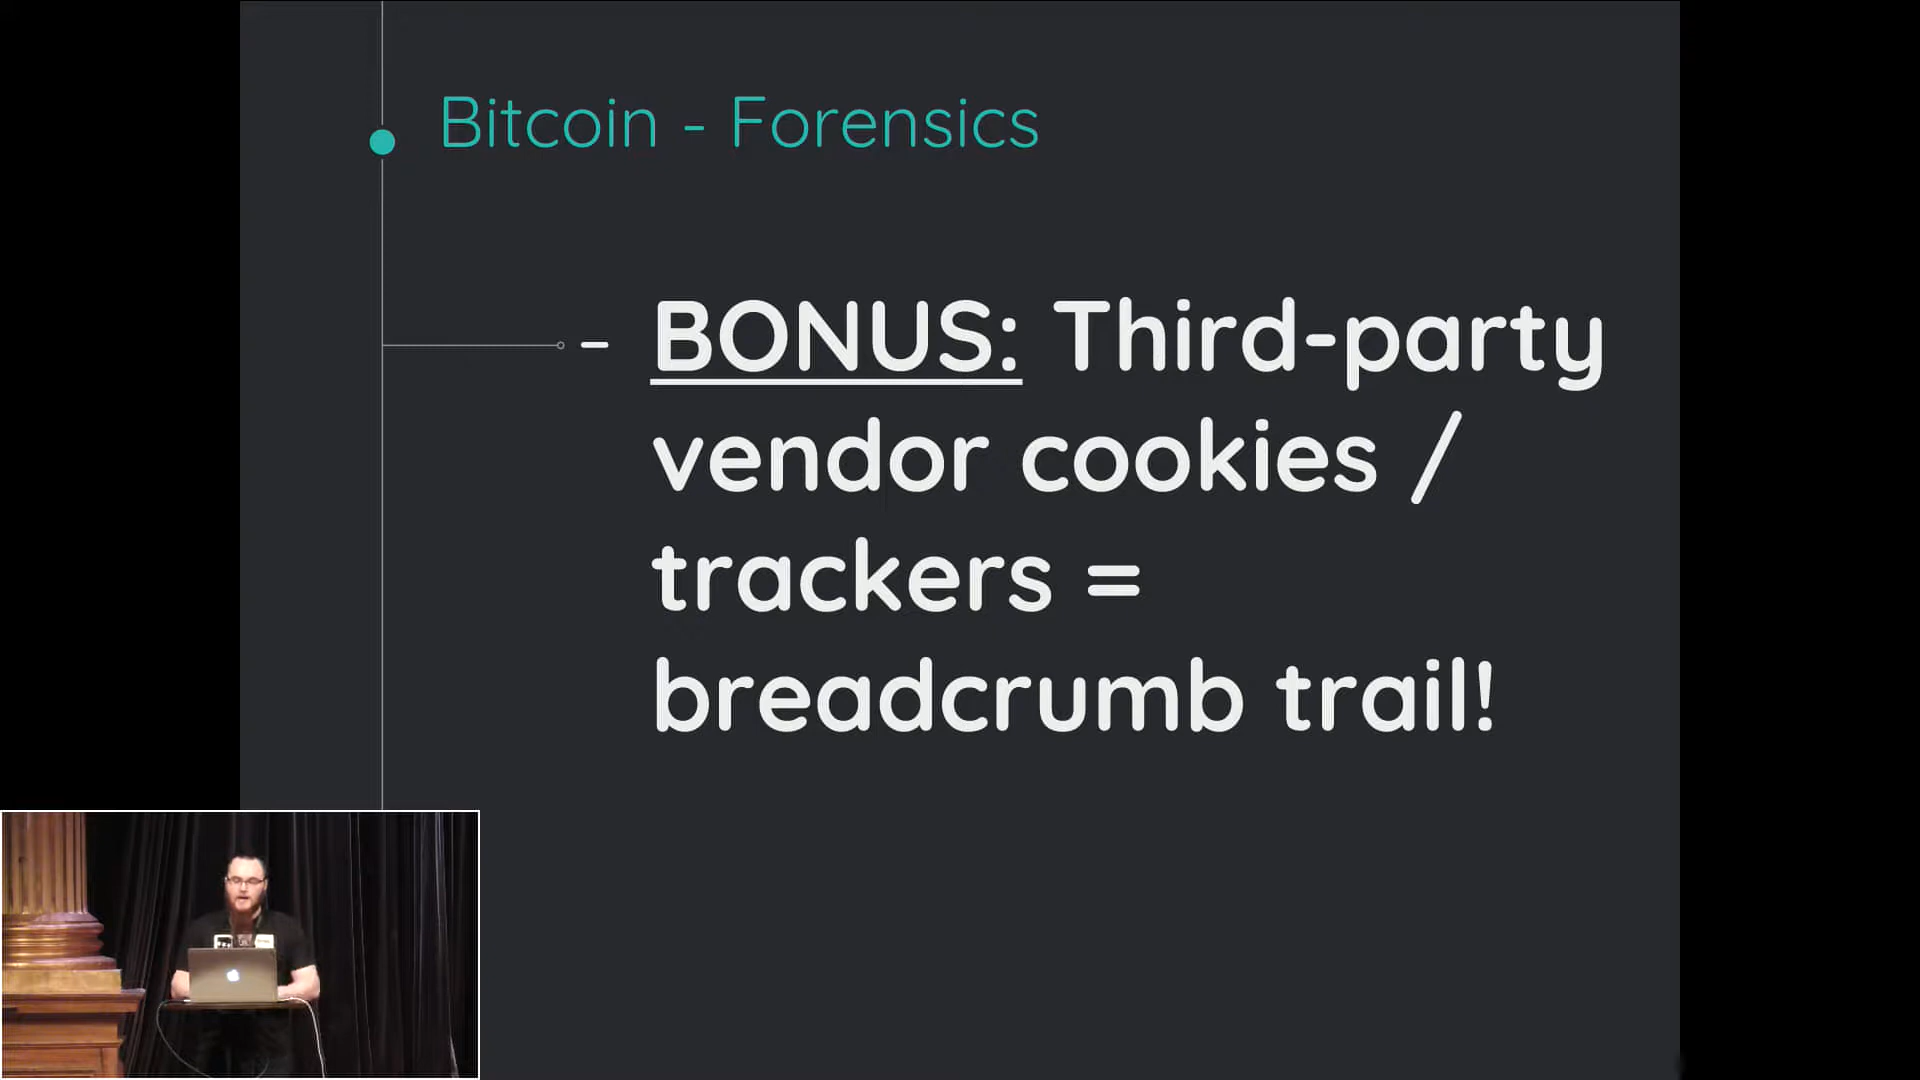 Bitcoin - Forensics
- BONUS: Third-party
vendor cookies /
trackers =
breadcrumb trail!